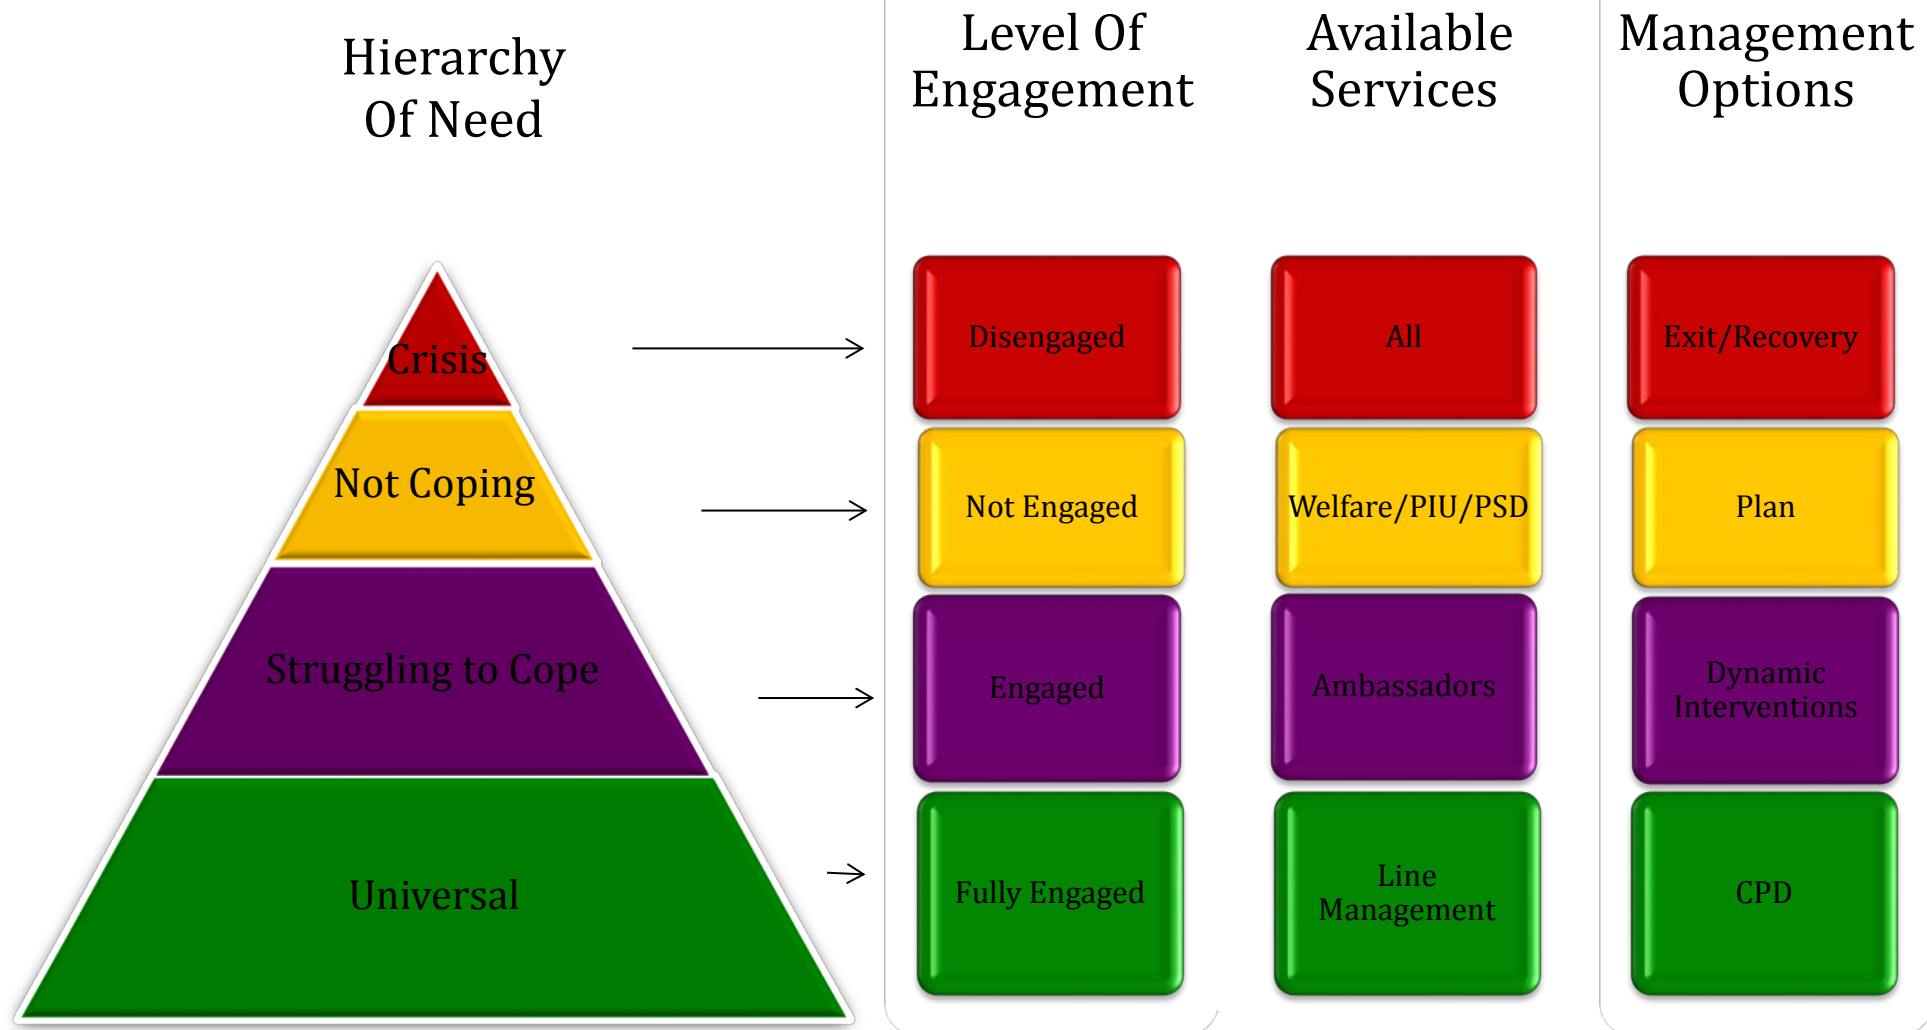 Hierarchy
Of Need
Level Of
Engagement
Available
Services
Management
Options
Crisis
Disengaged
All
Exit/Recovery
Not Coping
Not Engaged
Welfare/PIU/PSD
Plan
Struggling to Cope
Engaged
Ambassadors
Dynamic
Interventions
Universal
Fully Engaged
Line
Management
CPD